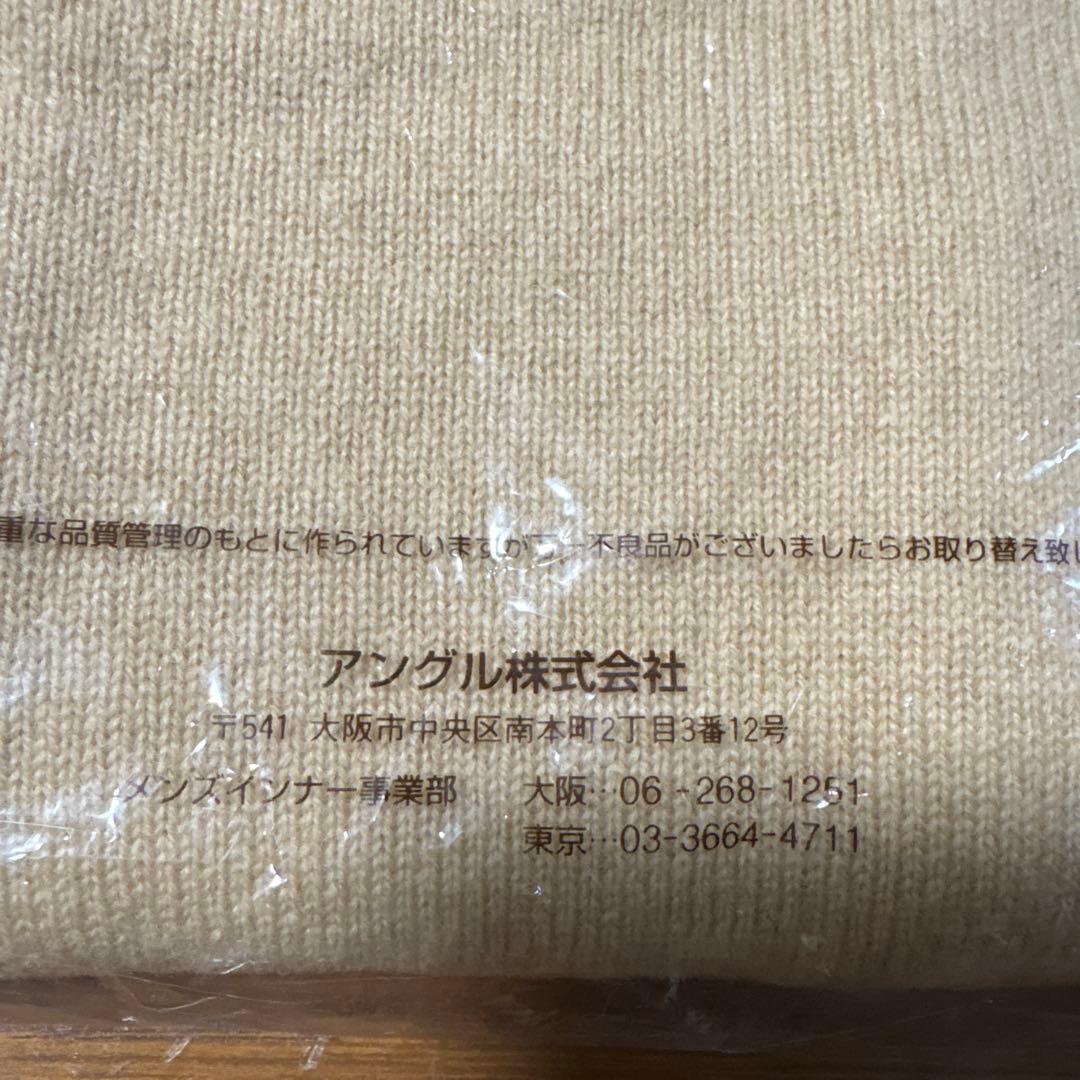 重な品質管理のもとに作られていますが万一不良品がございましたらお取り替え致し
アングル株式会社
〒541 大阪市中央区南本町2丁目3番12号
メンズインナー事業部 大阪…06-268-1251
東京…03-3664-4711